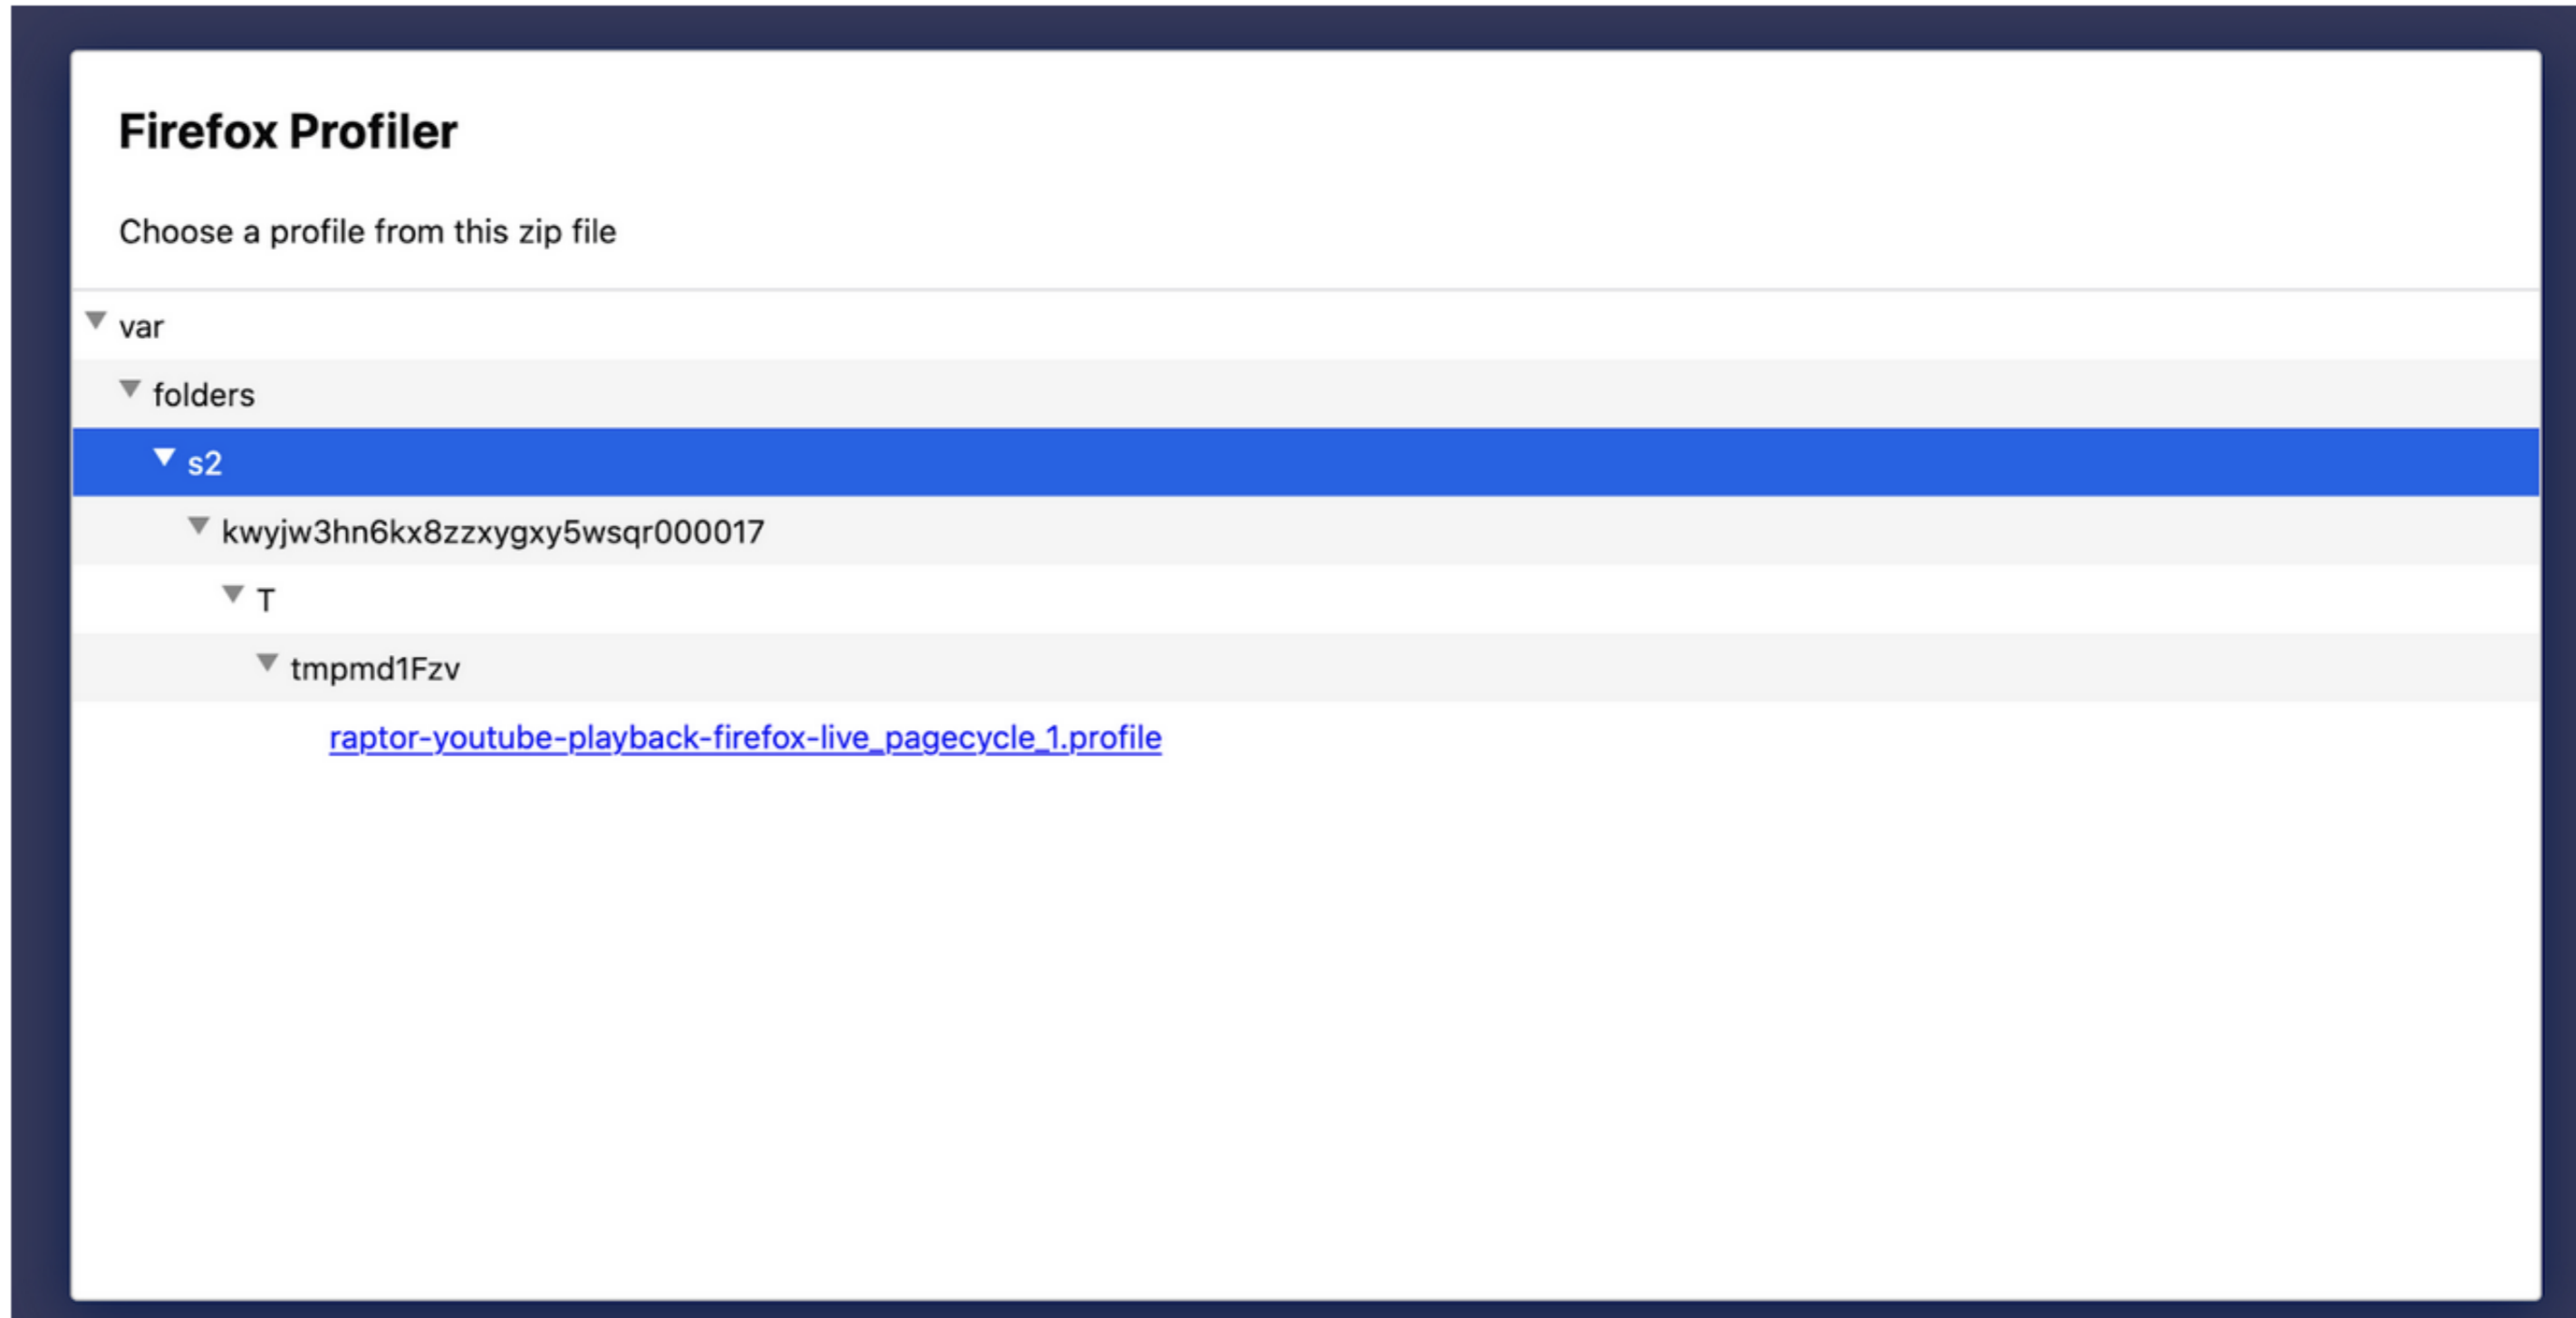 Firefox Profiler
Choose a profile from this zip file
var
folders
s2
kwyjw3hn6kx8zzxygxy5wsqr000017
T
tmpmd1Fzv
raptor-youtube-playback-firefox-live_pagecycle_1.profile